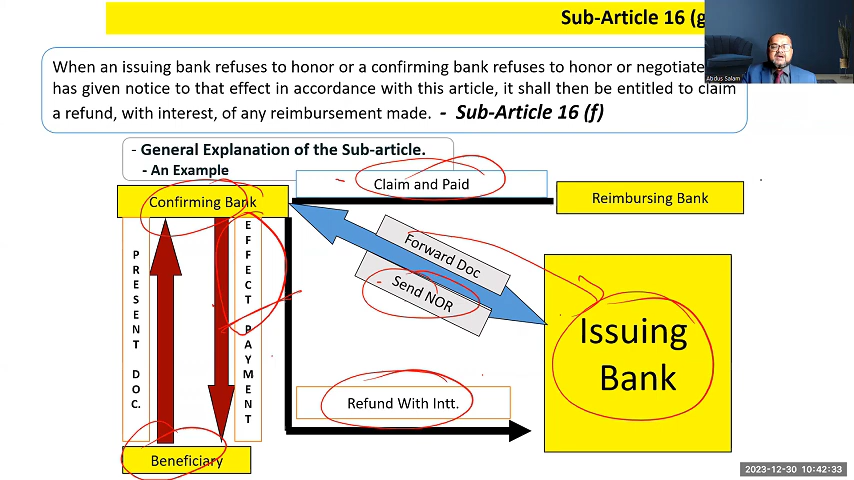 Sub-Article 16 (g
When an issuing bank refuses to honor or a confirming bank refuses to honor or negotiate
has given notice to that effect in accordance with this article, it shall then be entitled to claim
a refund, with interest, of any reimbursement made. - Sub-Article 16 (f)
Abdus Salam
- General Explanation of the Sub-article.
- An Example
Claim and Paid
Confirming Bank
Reimbursing Bank
PRESENT DOC.
EFFECT PAYMENT
Forward Doc
Send NOR
Issuing
Bank
Refund With Intt.
Beneficiary
2023-12-30 10:42:33